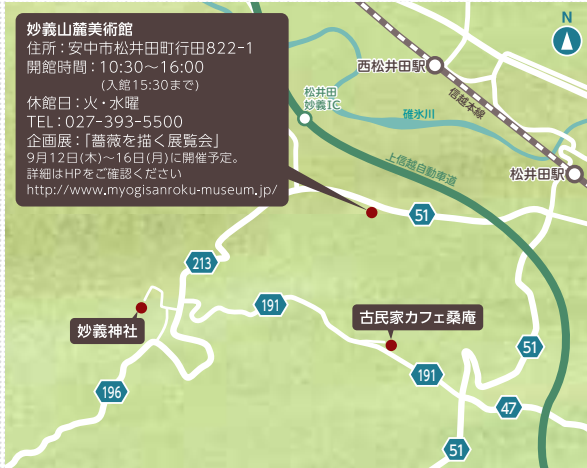 妙義山麓美術館
住所：安中市松井田町行田822-1
開館時間：10:30〜16:00
(入館15:30まで)
休館日：火・水曜
TEL：027-393-5500
企画展：「薔薇を描く展覧会」
9月12日(木)〜16日(月)に開催予定。
詳細はHPをご確認ください
http://www.myogisanroku-museum.jp/
N
西松井田駅
松井田
妙義IC
信越本線
碓氷川
上信越自動車道
松井田駅
51
213
191
妙義神社
古民家カフェ桑庵
51
191
196
47
51